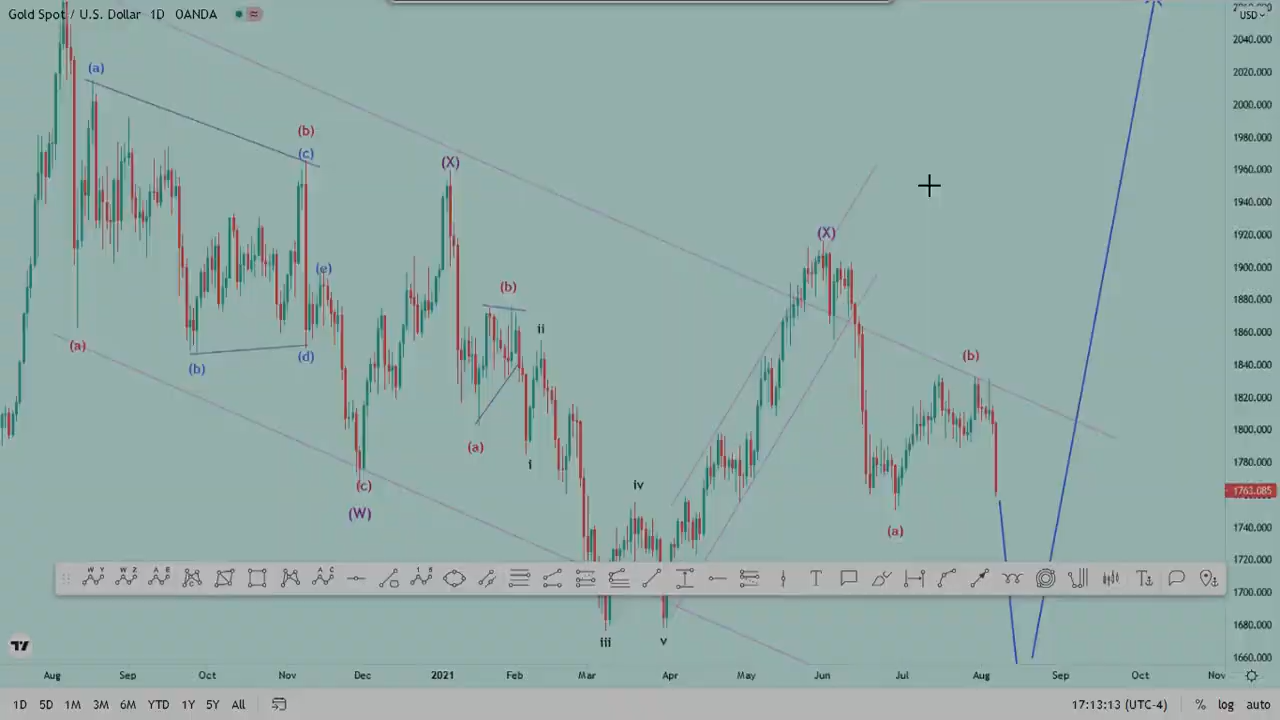 Gold Spot / U.S. Dollar 1D OANDA
USD
2040.000
2020.000
2000.000
1980.000
1960.000
1940.000
1920.000
1900.000
1880.000
1860.000
1840.000
1820.000
1800.000
1780.000
1763.085
1740.000
1720.000
1700.000
1680.000
1660.000
(a)
(b)
(c)
(X)
(e)
(a)
(b)
(d)
(c)
(W)
(b)
ii
(a)
i
iv
iii
v
(X)
(b)
(a)
W Y W Z A E A C 1 5
Aug Sep Oct Nov Dec 2021 Feb Mar Apr May Jun Jul Aug Sep Oct Nov
1D 5D 1M 3M 6M YTD 1Y 5Y All 17:13:13 (UTC-4) % log auto